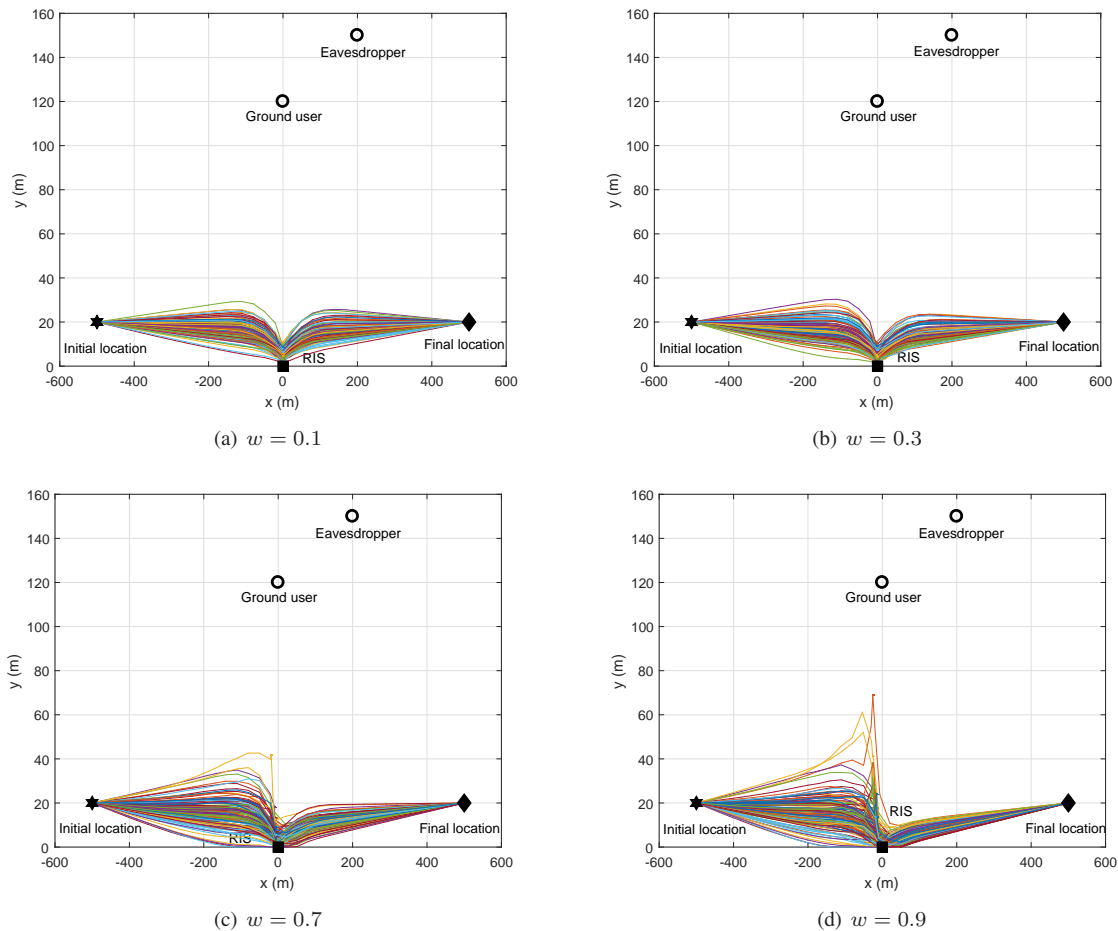 160
Eavesdropper
140
120
Ground user
100
y (m)
80
60
40
20
Initial location
Final location
RIS
0
-600
-400
-200
0
200
400
600
x (m)
(a) w = 0.1
160
Eavesdropper
140
120
Ground user
100
y (m)
80
60
40
20
Initial location
Final location
RIS
0
-600
-400
-200
0
200
400
600
x (m)
(b) w = 0.3
160
Eavesdropper
140
120
Ground user
100
y (m)
80
60
40
20
Initial location
Final location
RIS
0
-600
-400
-200
0
200
400
600
x (m)
(c) w = 0.7
160
Eavesdropper
140
120
Ground user
100
y (m)
80
60
40
20
RIS
Initial location
Final location
0
-600
-400
-200
0
200
400
600
x (m)
(d) w = 0.9